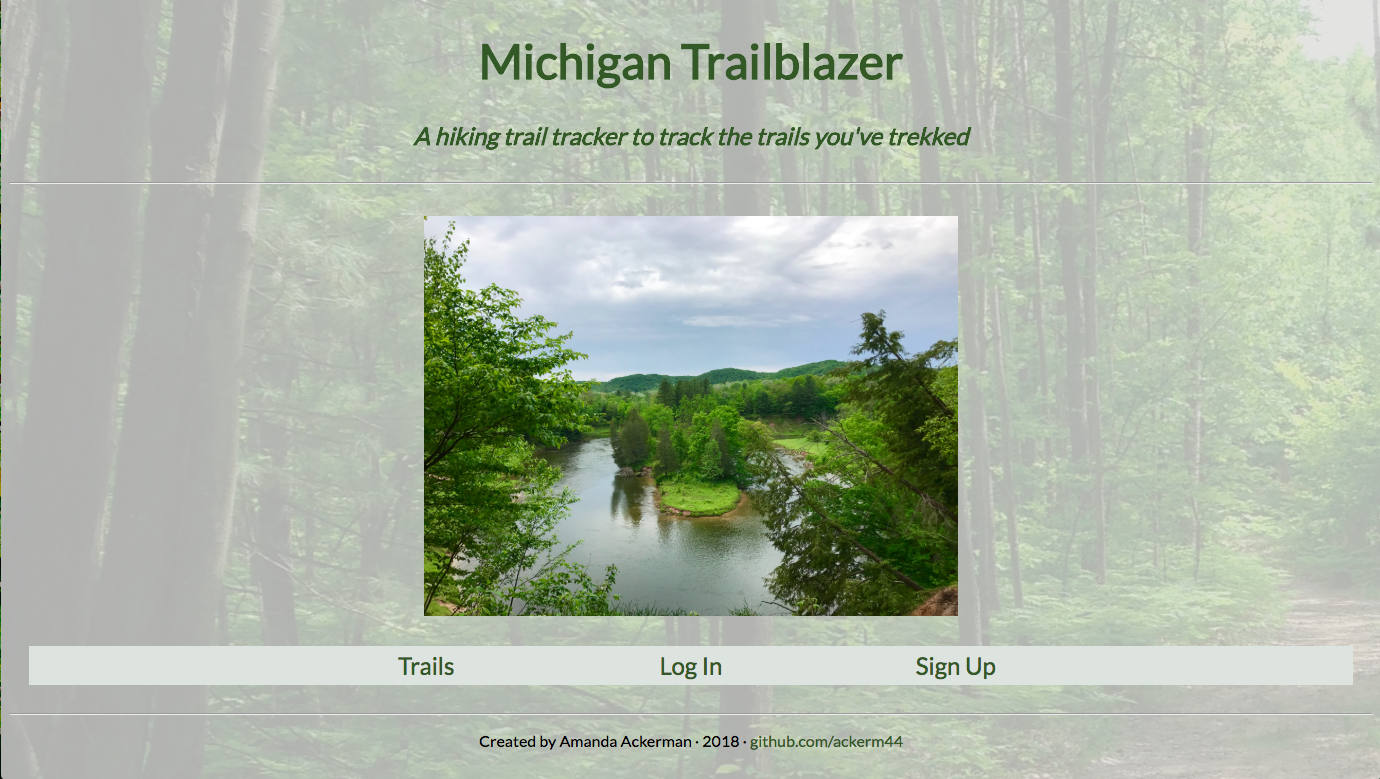 Michigan Trailblazer
A hiking trail tracker to track the trails you've trekked
Trails Log In Sign Up
Created by Amanda Ackerman · 2018 · github.com/ackerm44